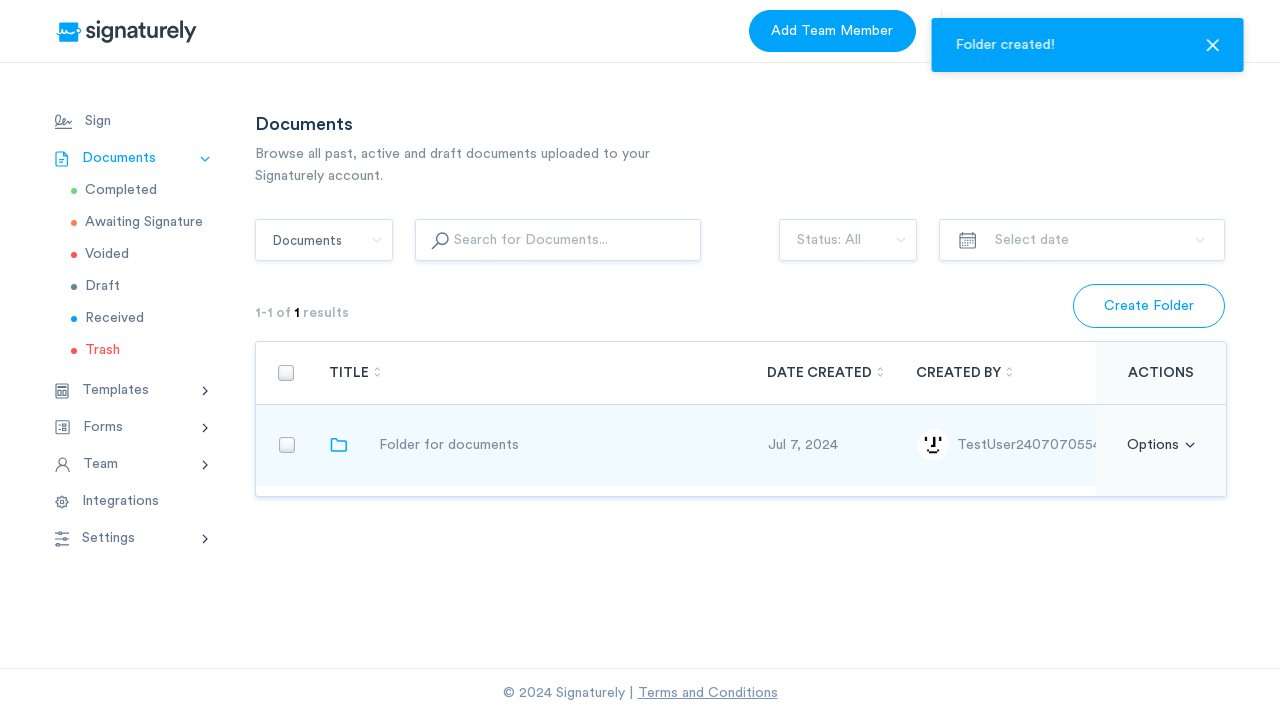 signaturely
Add Team Member
Folder created!
Sign
Documents
Completed
Awaiting Signature
Voided
Draft
Received
Trash
Templates
Forms
Team
Integrations
Settings
Documents
Browse all past, active and draft documents uploaded to your
Signaturely account.
Documents
Search for Documents...
Status: All
Select date
1-1 of 1 results
Create Folder
TITLE
DATE CREATED
CREATED BY
ACTIONS
Folder for documents
Jul 7, 2024
TestUser2407070554
Options
© 2024 Signaturely | Terms and Conditions